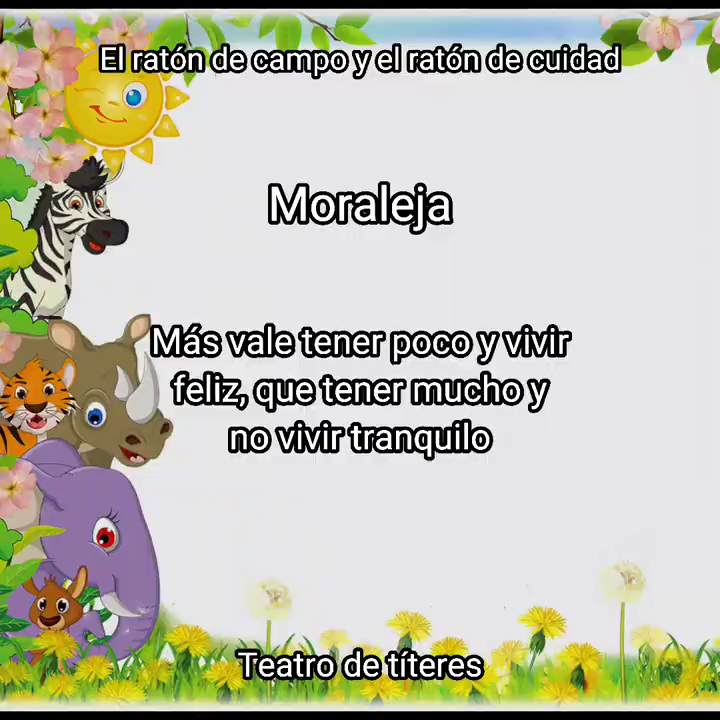 El ratón de campo y el ratón de cuidad
Moraleja
Más vale tener poco y vivir
feliz, que tener mucho y
no vivir tranquilo
Teatro de títeres